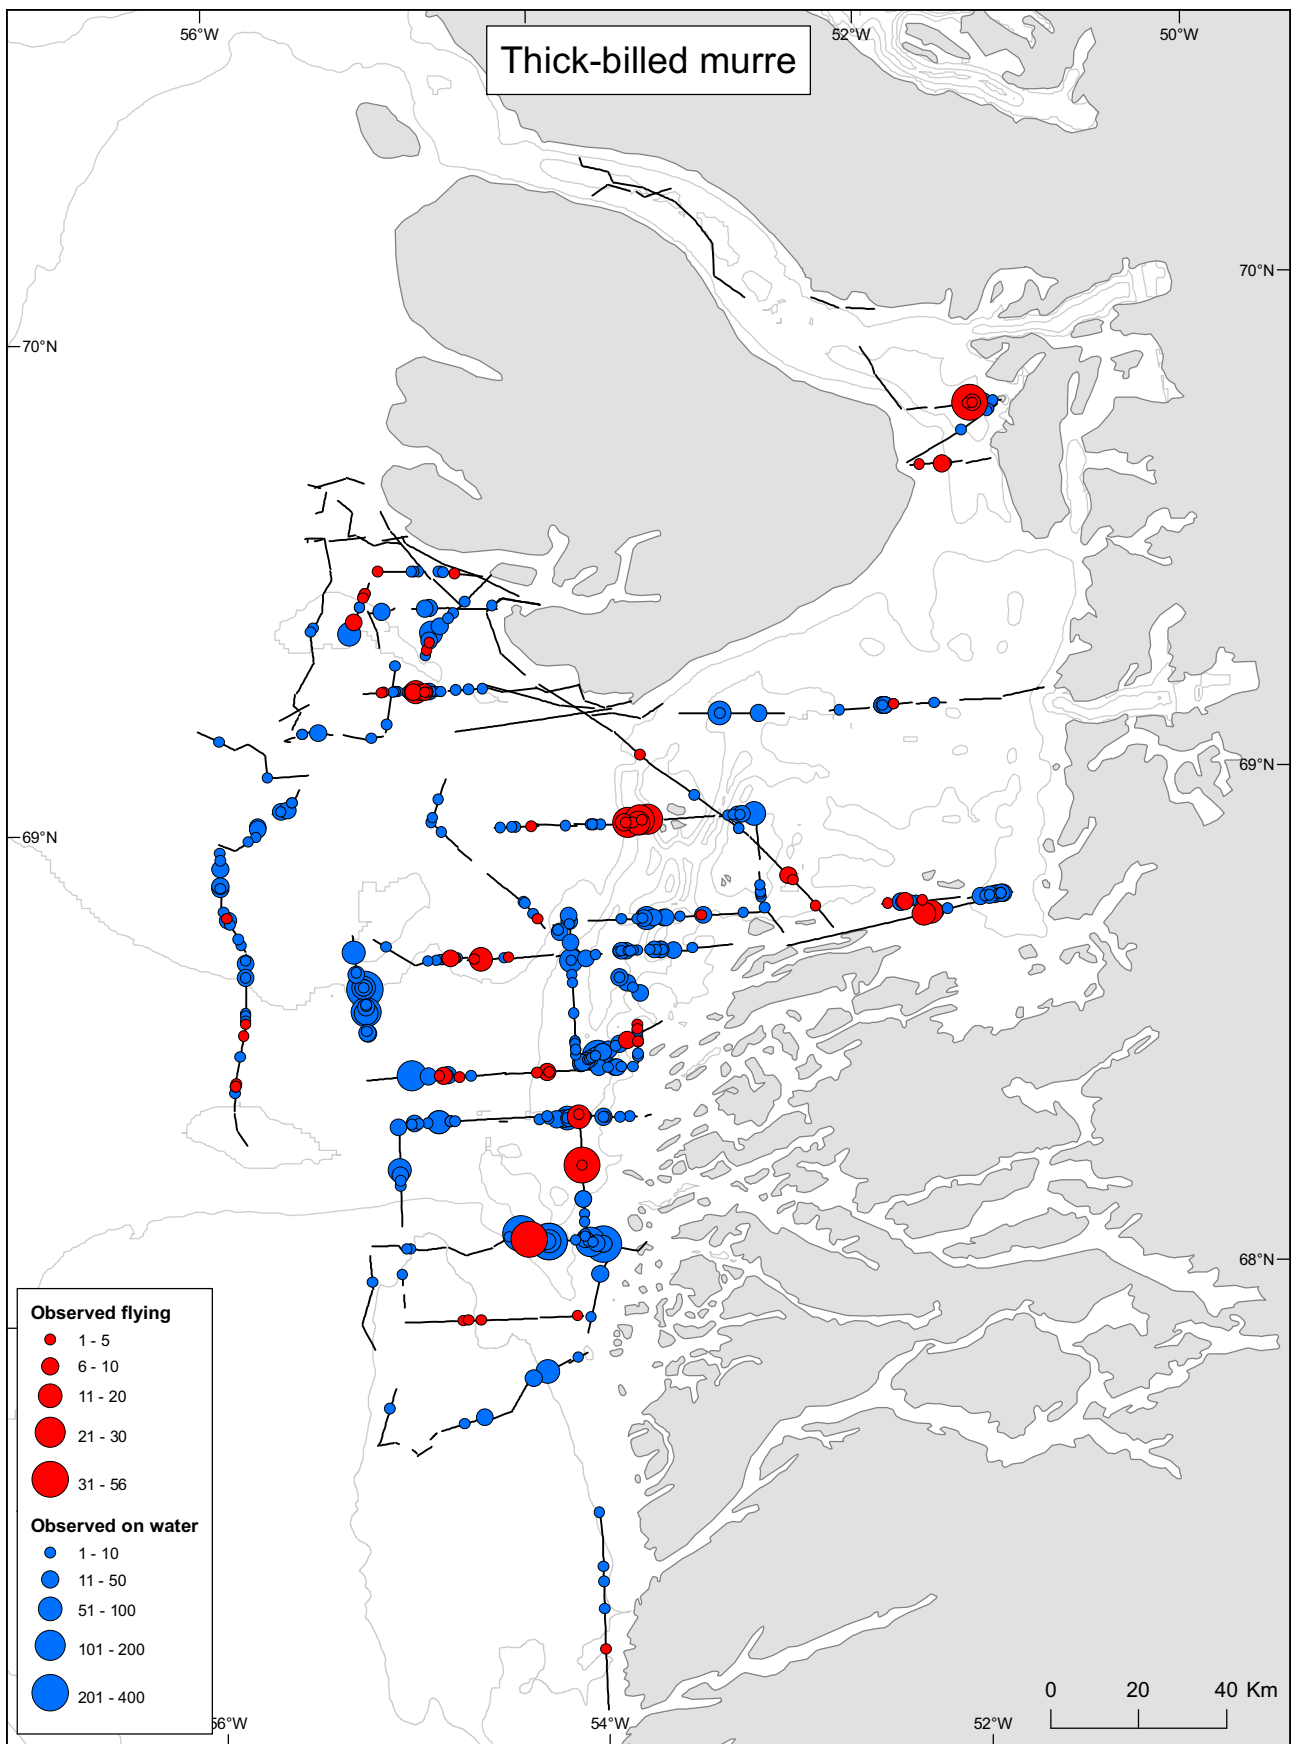 56°W
52°W
50°W
Thick-billed murre
70°N
70°N
69°N
69°N
68°N
Observed flying
1 - 5
6 - 10
11 - 20
21 - 30
31 - 56
Observed on water
1 - 10
11 - 50
51 - 100
101 - 200
201 - 400
0 20 40 Km
56°W
54°W
52°W